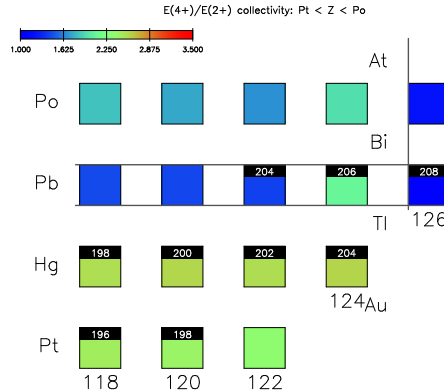 E(4+)/E(2+) collectivity: Pt < Z < Po
1.000 1.625 2.250 2.875 3.500
At
Po
Bi
Pb 204 206 208
Tl 126
Hg 198 200 202 204
124 Au
Pt 196 198
118 120 122